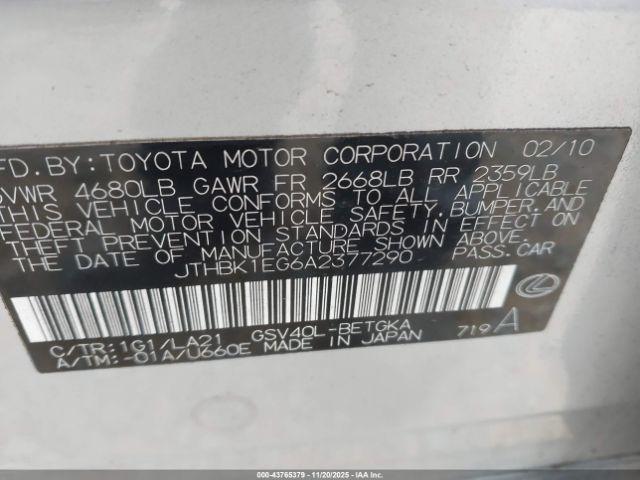 MFD.BY:TOYOTA MOTOR CORPORATION 02/10
GVWR 4680LB GAWR FR 2668LB RR 2359LB
THIS VEHICLE CONFORMS TO ALL APPLICABLE
FEDERAL MOTOR VEHICLE SAFETY,BUMPER,AND
THEFT PREVENTION STANDARDS IN EFFECT ON
THE DATE OF MANUFACTURE SHOWN ABOVE.
JTHBK1EG6A2377290 PASS.CAR
C/TR:1G1/LA21 GSV40L-BETGKA
A/TM:-01A/U660E MADE IN JAPAN 719A
000-43765379 - 11/20/2025 - IAAC